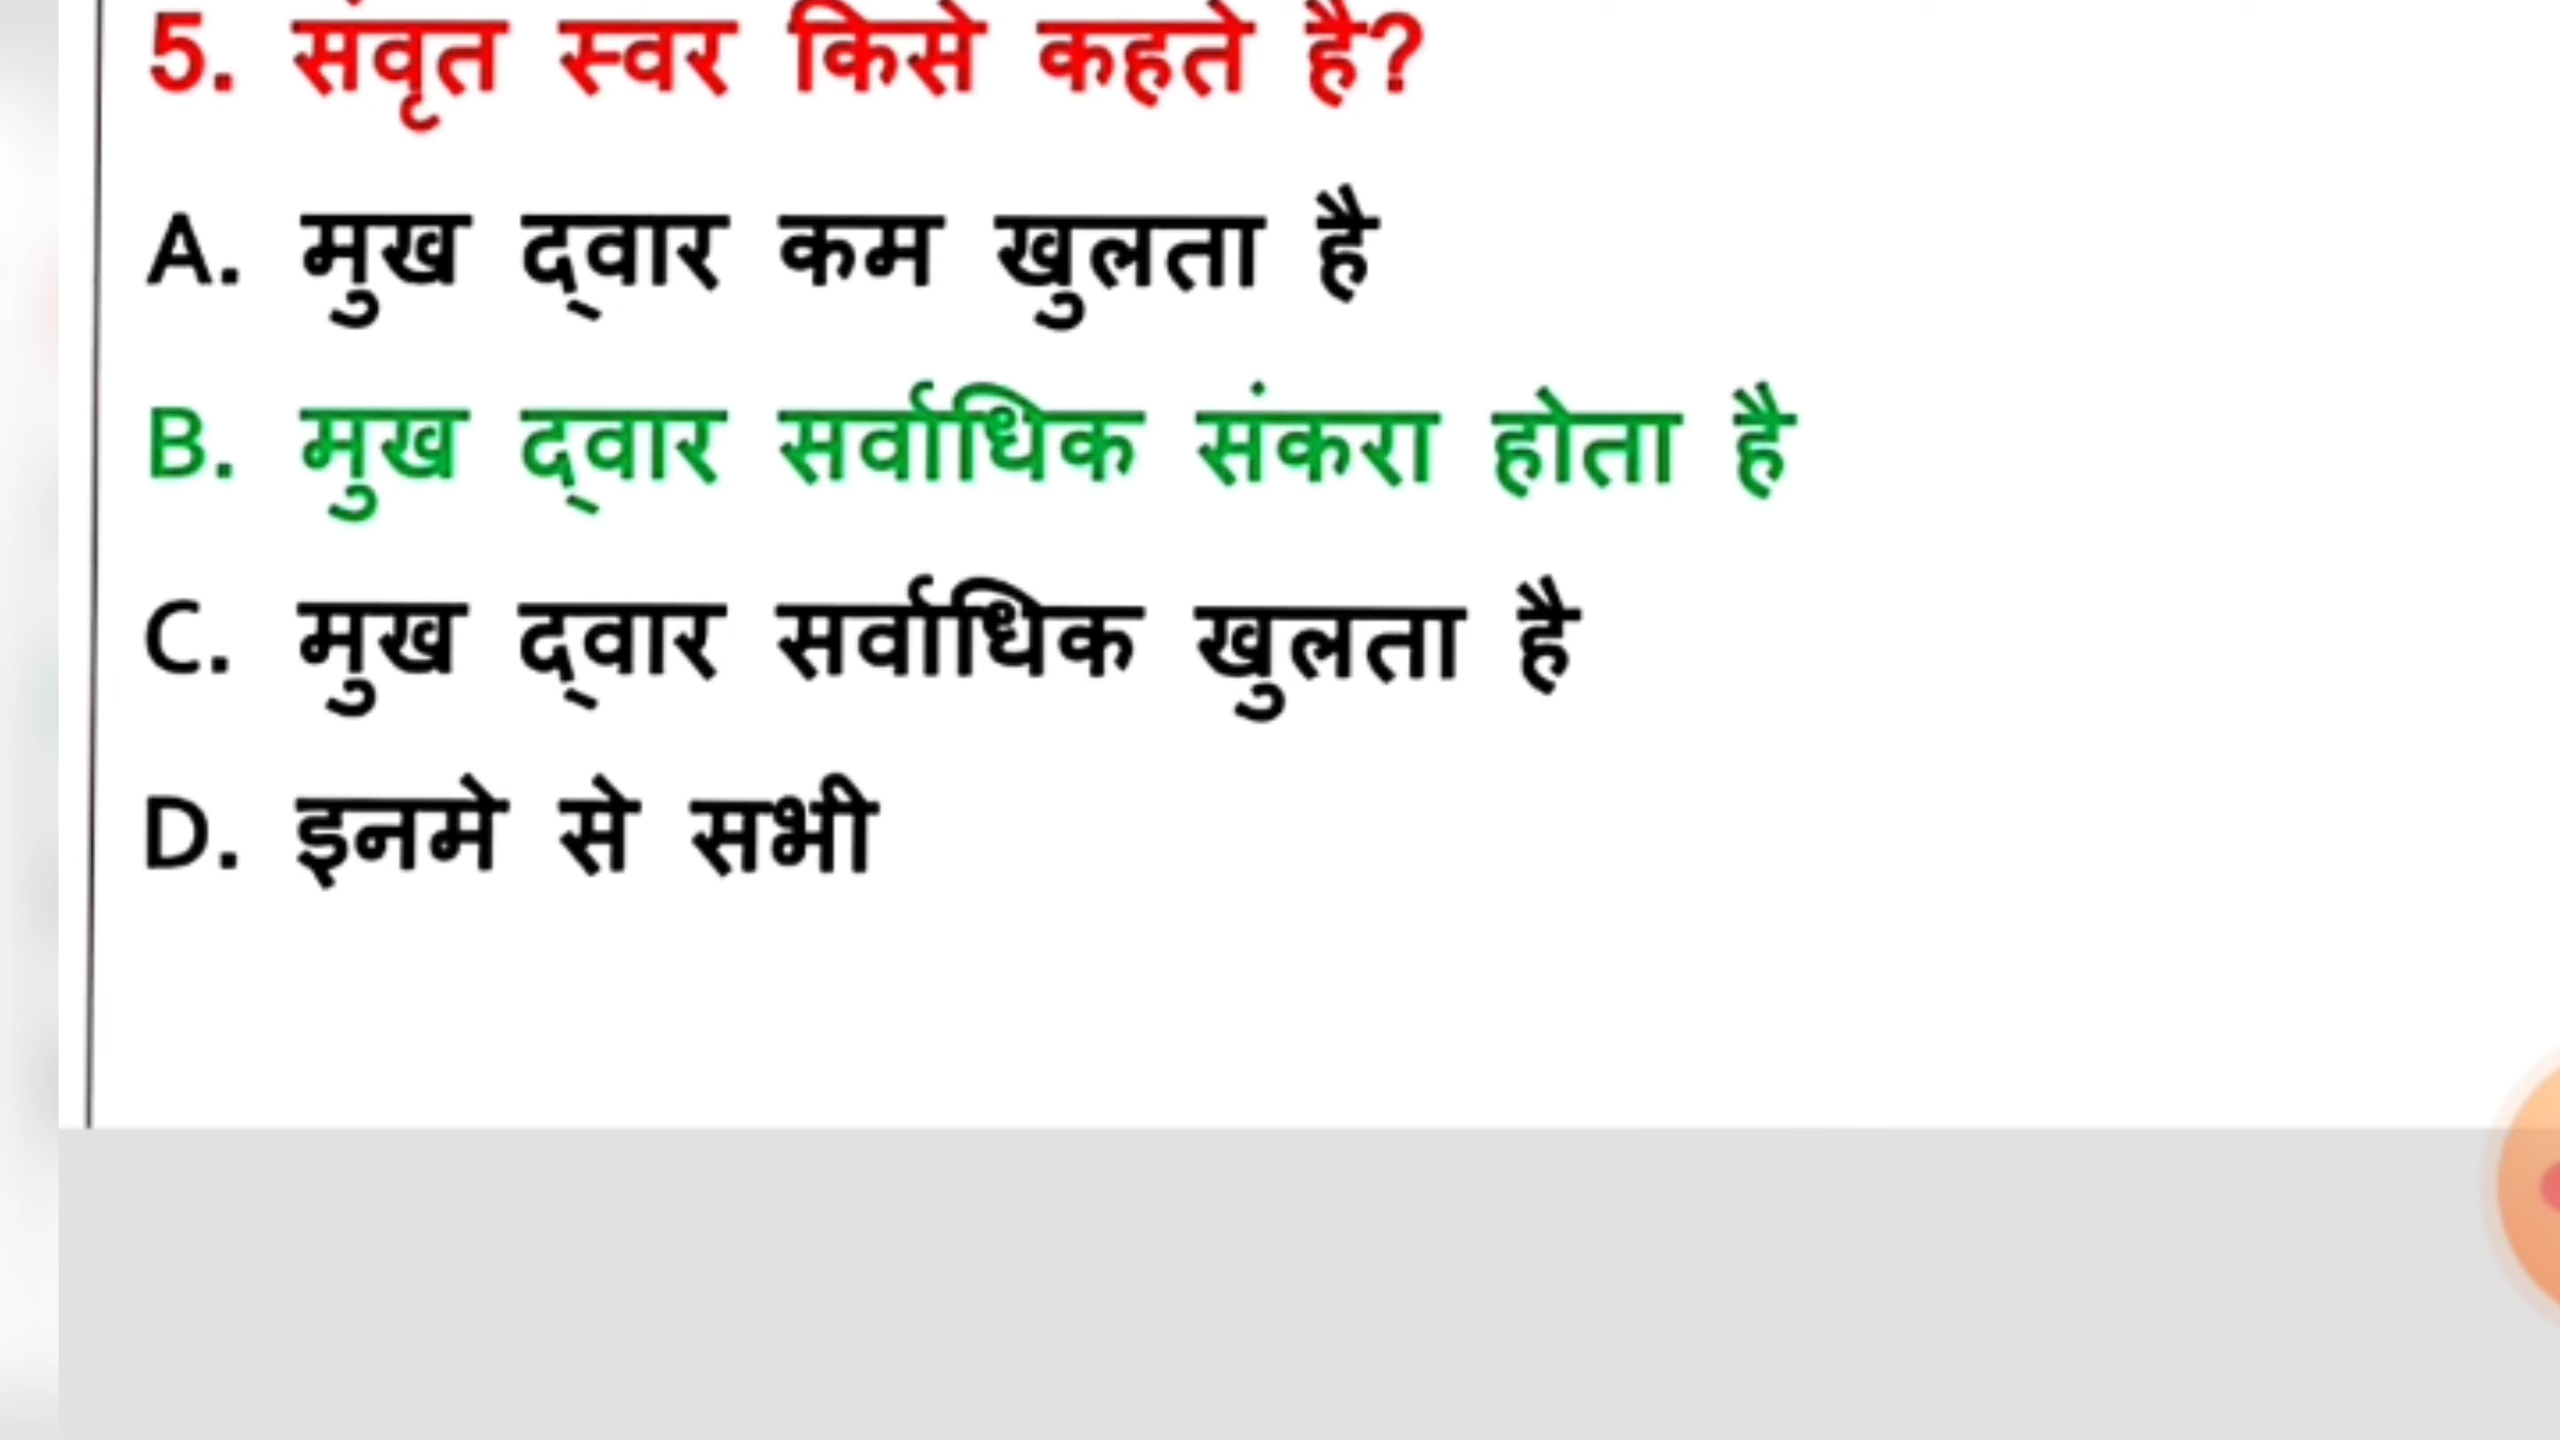 5. संवृत स्वर किसे कहते है?
A. मुख द्वार कम खुलता है
B. मुख द्वार सर्वाधिक संकरा होता है
C. मुख द्वार सर्वाधिक खुलता है
D. इनमे से सभी